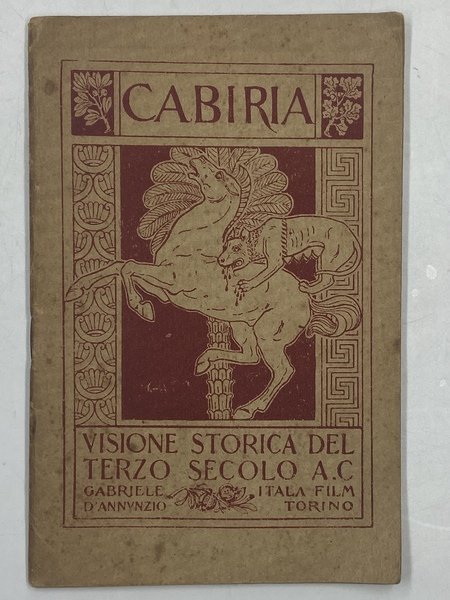 CABIRIA
VISIONE STORICA DEL
TERZO SECOLO A.C
GABRIELE ITALA FILM
D'ANNVNZIO TORINO